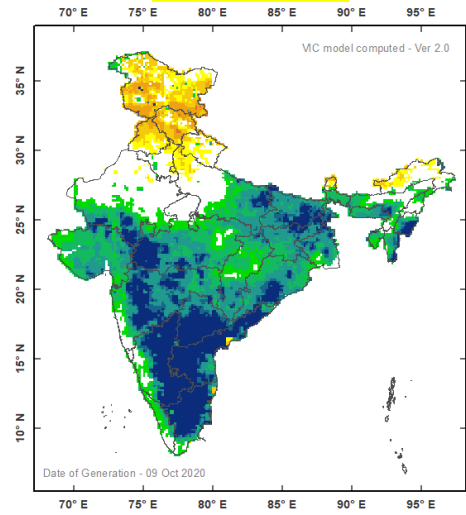 70° E 75° E 80° E 85° E 90° E 95° E
VIC model computed - Ver 2.0
35° N
30° N
25° N
20° N
15° N
10° N
Date of Generation - 09 Oct 2020
70° E 75° E 80° E 85° E 90° E 95° E